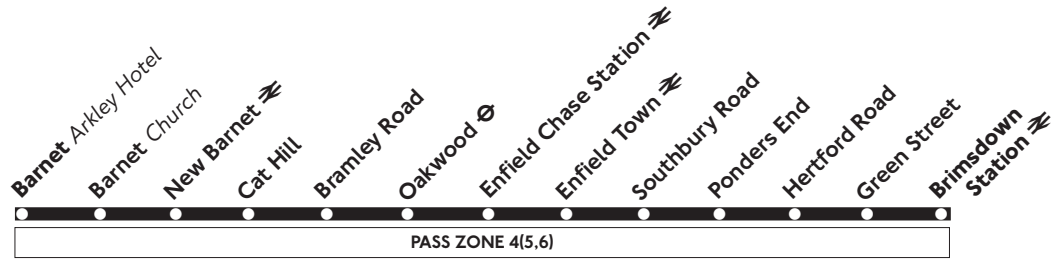 Barnet Arkley Hotel
Barnet Church
New Barnet
Cat Hill
Bramley Road
Oakwood
Enfield Chase Station
Enfield Town
Southbury Road
Ponders End
Hertford Road
Green Street
Brimsdown
Station
PASS ZONE 4(5,6)